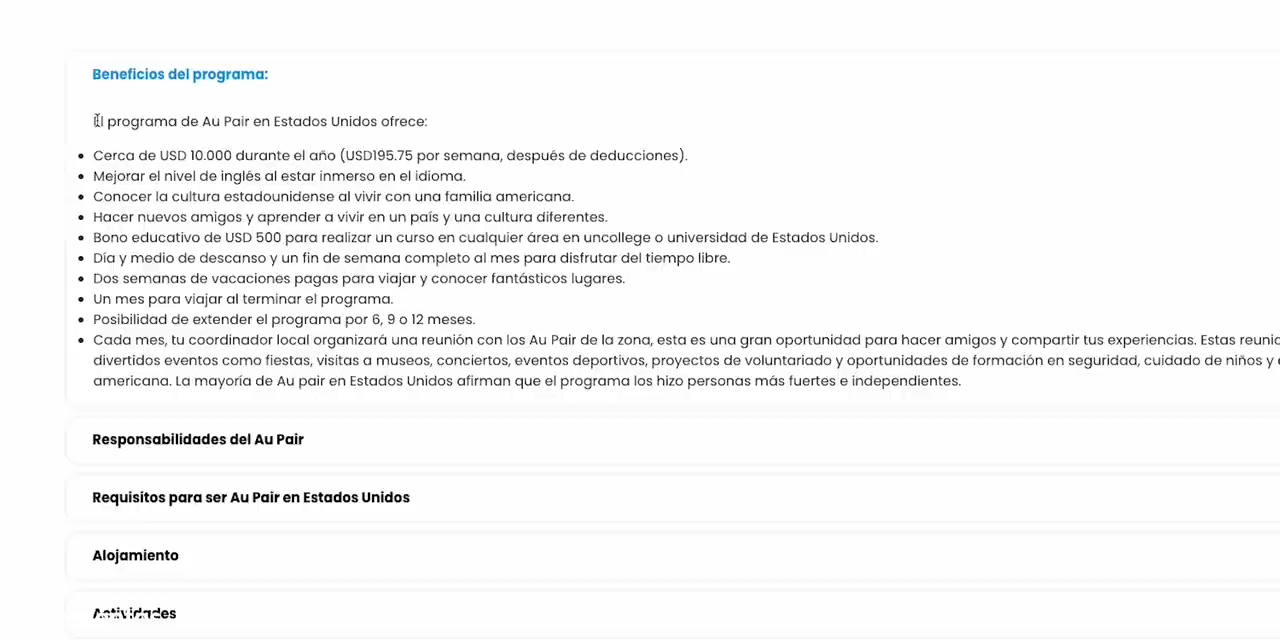 Beneficios del programa:
El programa de Au Pair en Estados Unidos ofrece:
Cerca de USD 10.000 durante el año (USD195.75 por semana, después de deducciones).
Mejorar el nivel de inglés al estar inmerso en el idioma.
Conocer la cultura estadounidense al vivir con una familia americana.
Hacer nuevos amigos y aprender a vivir en un país y una cultura diferentes.
Bono educativo de USD 500 para realizar un curso en cualquier área en uncollege o universidad de Estados Unidos.
Día y medio de descanso y un fin de semana completo al mes para disfrutar del tiempo libre.
Dos semanas de vacaciones pagas para viajar y conocer fantásticos lugares.
Un mes para viajar al terminar el programa.
Posibilidad de extender el programa por 6, 9 o 12 meses.
Cada mes, tu coordinador local organizará una reunión con los Au Pair de la zona, esta es una gran oportunidad para hacer amigos y compartir tus experiencias. Estas
divertidos eventos como fiestas, visitas a museos, conciertos, eventos deportivos, proyectos de voluntariado y oportunidades de formación en seguridad, cuidado de niños y
americana. La mayoría de Au pair en Estados Unidos afirman que el programa los hizo personas más fuertes e independientes.
Responsabilidades del Au Pair
Requisitos para ser Au Pair en Estados Unidos
Alojamiento
Actividades